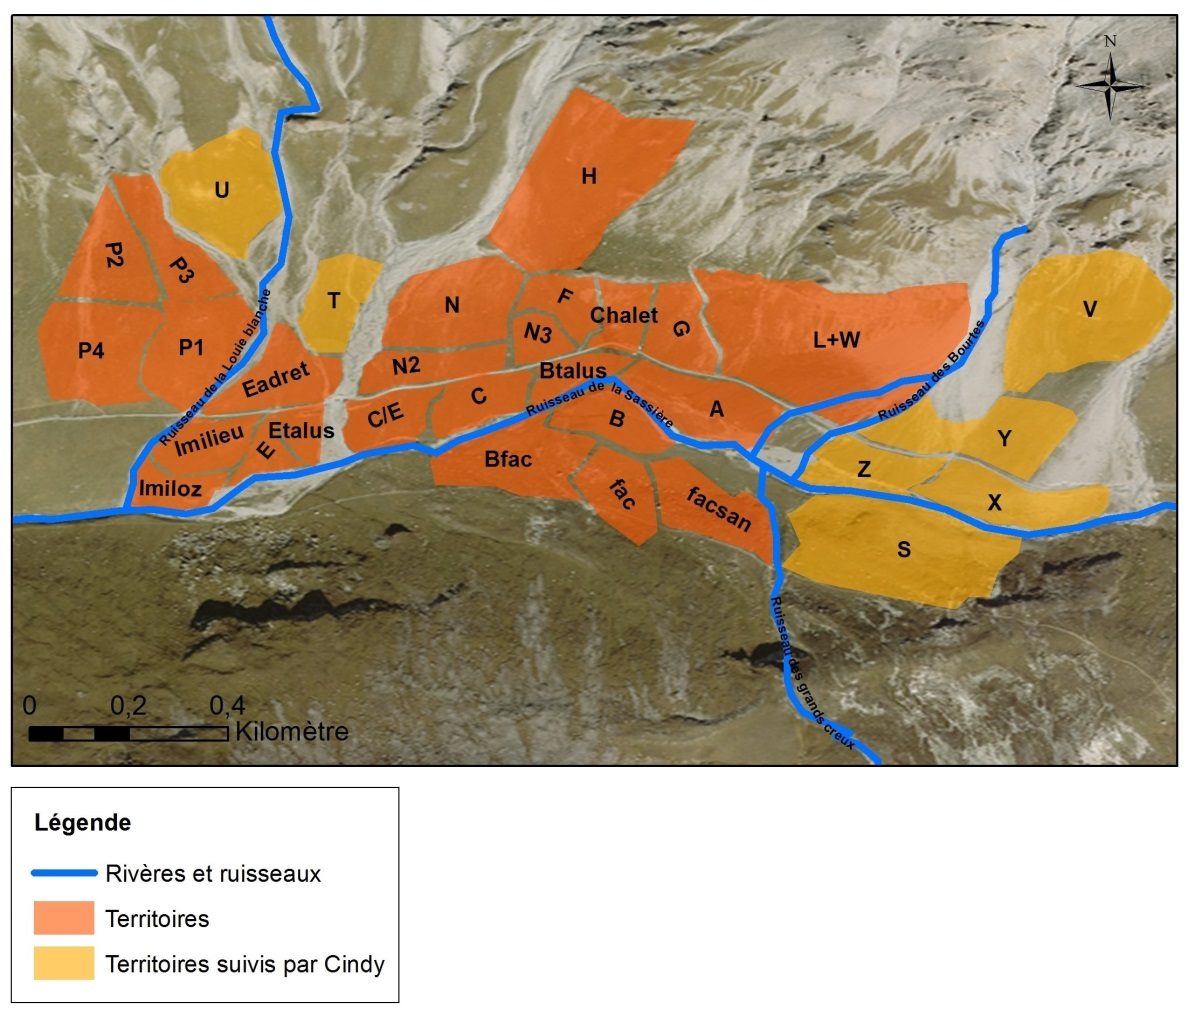 N
H
U
P2
P3
T
V
N
F
Chalet
G
N3
L+W
P4
P1
N2
Btalus
Eadret
C
C/E
A
B
Ruisseau de la Louie blanche
Ruisseau de la Sassière
Ruisseau des Bourtes
Imilieu
E
Etalus
Y
Bfac
Z
Imiloz
fac
facsan
X
S
Ruisseau des grands creux
0 0,2 0,4
Kilomètre
Légende
Rivères et ruisseaux
Territoires
Territoires suivis par Cindy